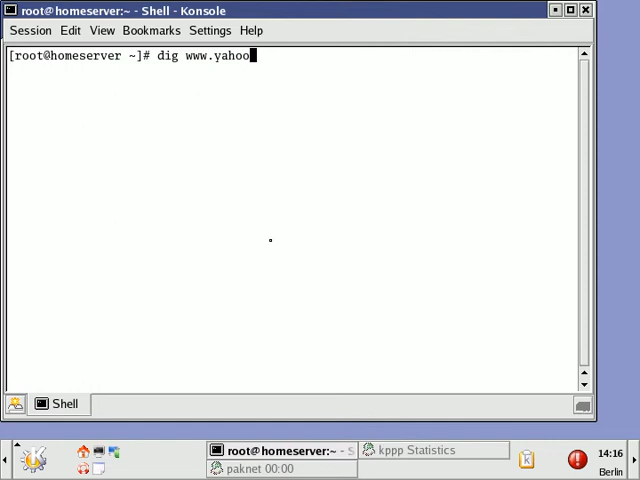 root@homeserver:~ - Shell - Konsole
Session Edit View Bookmarks Settings Help
[root@homeserver ~]# dig www.yahoo
Shell
root@homeserver:~ - S
kppp Statistics
paknet 00:00
14:16
Berlin